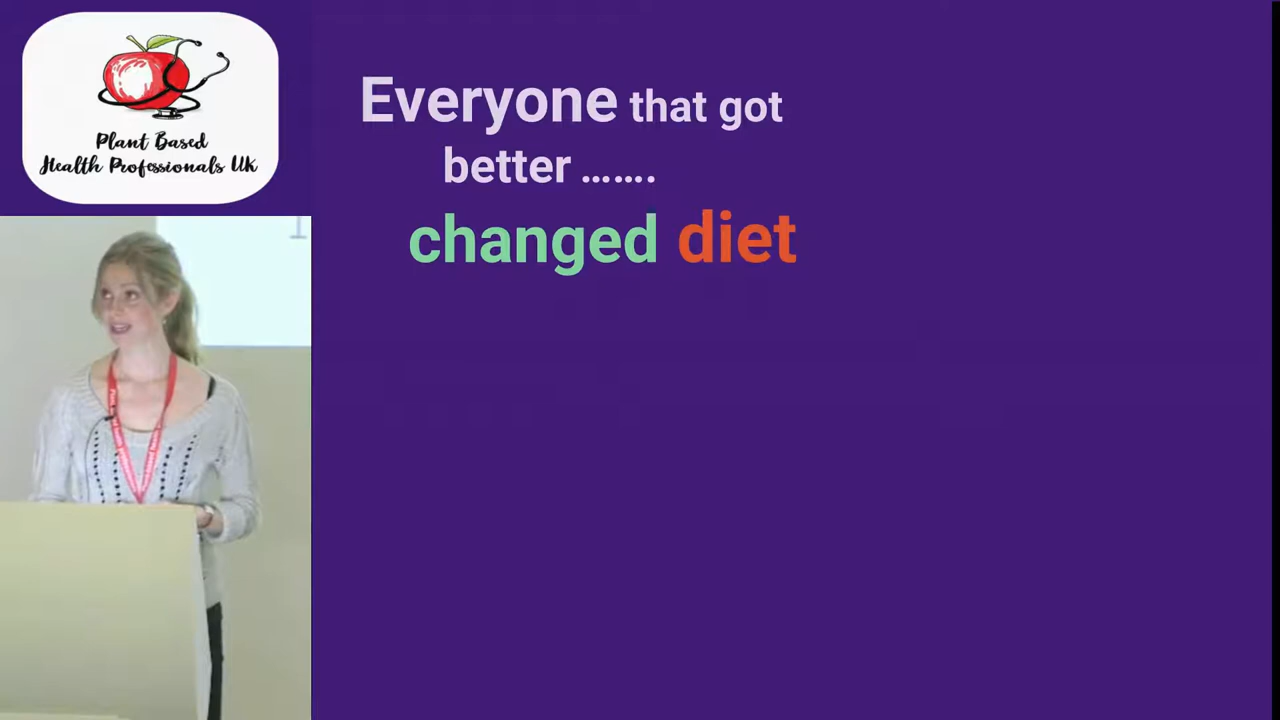 Plant Based
Health Professionals UK
Everyone that got
better …….
changed diet